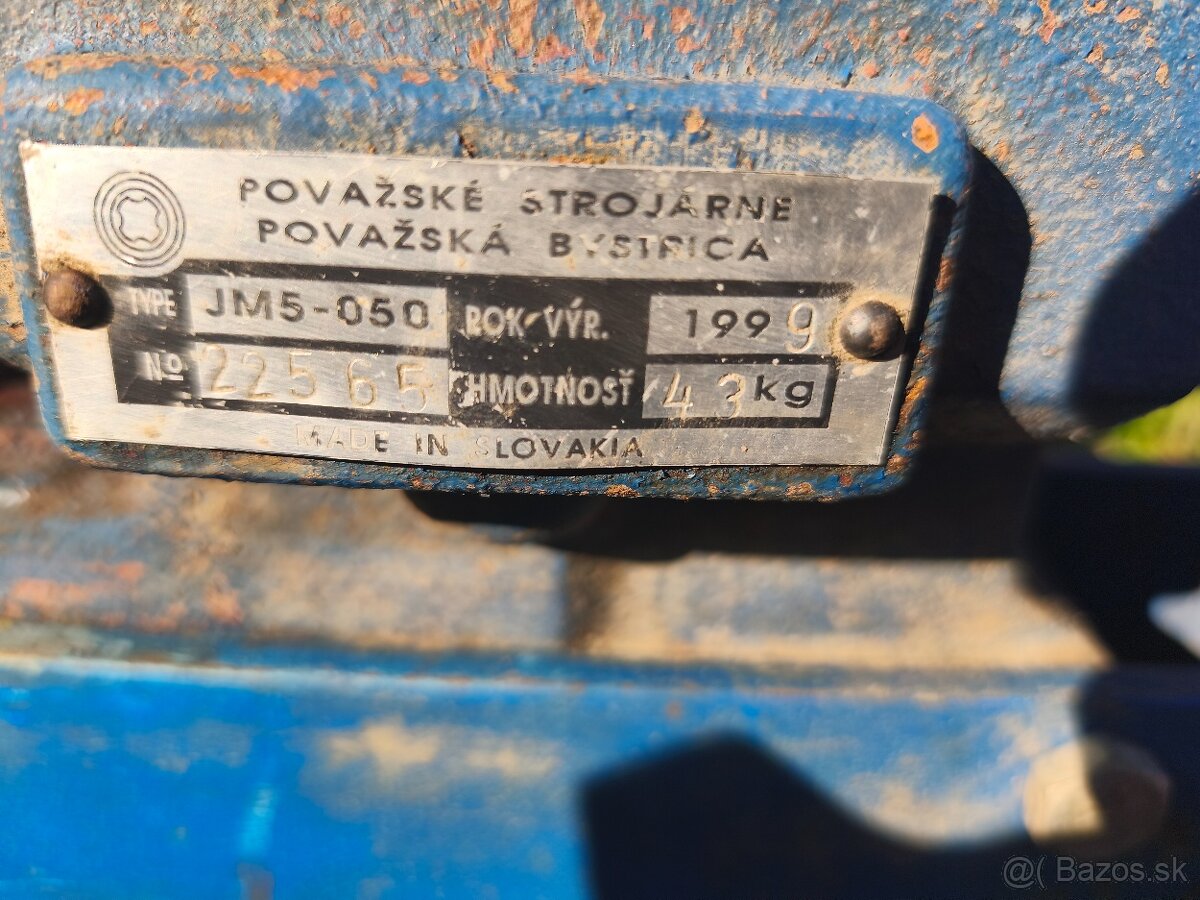 POVAŽSKÉ STROJÁRNE
POVAŽSKÁ BYSTRICA
TYPE JM5-050 ROK VÝR. 1999
Nº 22565 HMOTNOSŤ 43 kg
MADE IN SLOVAKIA
@( Bazos.sk